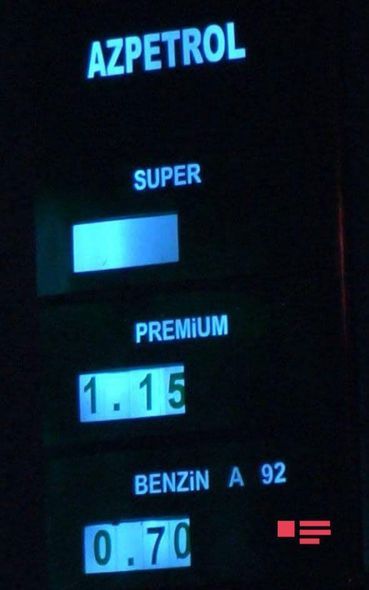 AZPETROL
SUPER
PREMiUM
1.15
BENZiN A 92
0.70